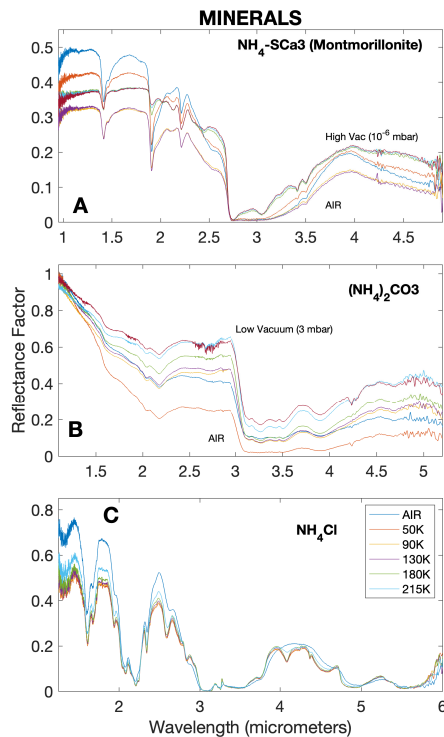 MINERALS
NH4-SCa3 (Montmorillonite)
0.5
0.4
0.3
0.2
0.1
0
High Vac (10-6 mbar)
AIR
A
1 1.5 2 2.5 3 3.5 4 4.5
1
0.8
0.6
0.4
0.2
0
(NH4)2CO3
Low Vacuum (3 mbar)
AIR
B
1.5 2 2.5 3 3.5 4 4.5 5
Reflectance Factor
0.8
0.6
0.4
0.2
0
C
NH4Cl
AIR
50K
90K
130K
180K
215K
2 3 4 5 6
Wavelength (micrometers)